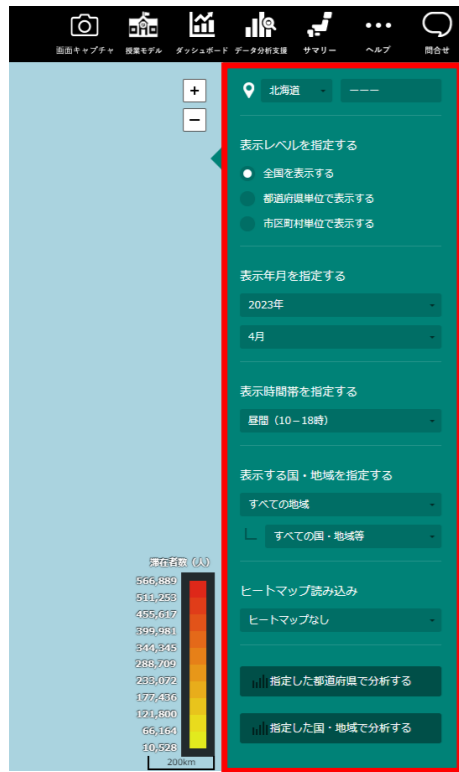 画面キャプチャ 授業モデル ダッシュボード データ分析支援 サマリー ヘルプ 問合せ
+
−
北海道 −−−
表示レベルを指定する
全国を表示する
都道府県単位で表示する
市区町村単位で表示する
表示年月を指定する
2023年
4月
表示時間帯を指定する
昼間（10−18時）
表示する国・地域を指定する
すべての地域
すべての国・地域等
ヒートマップ読み込み
ヒートマップなし
指定した都道府県で分析する
指定した国・地域で分析する
滞在者数（人）
566,889
511,253
455,617
399,981
344,345
288,709
233,072
177,436
121,800
66,164
10,528
200km